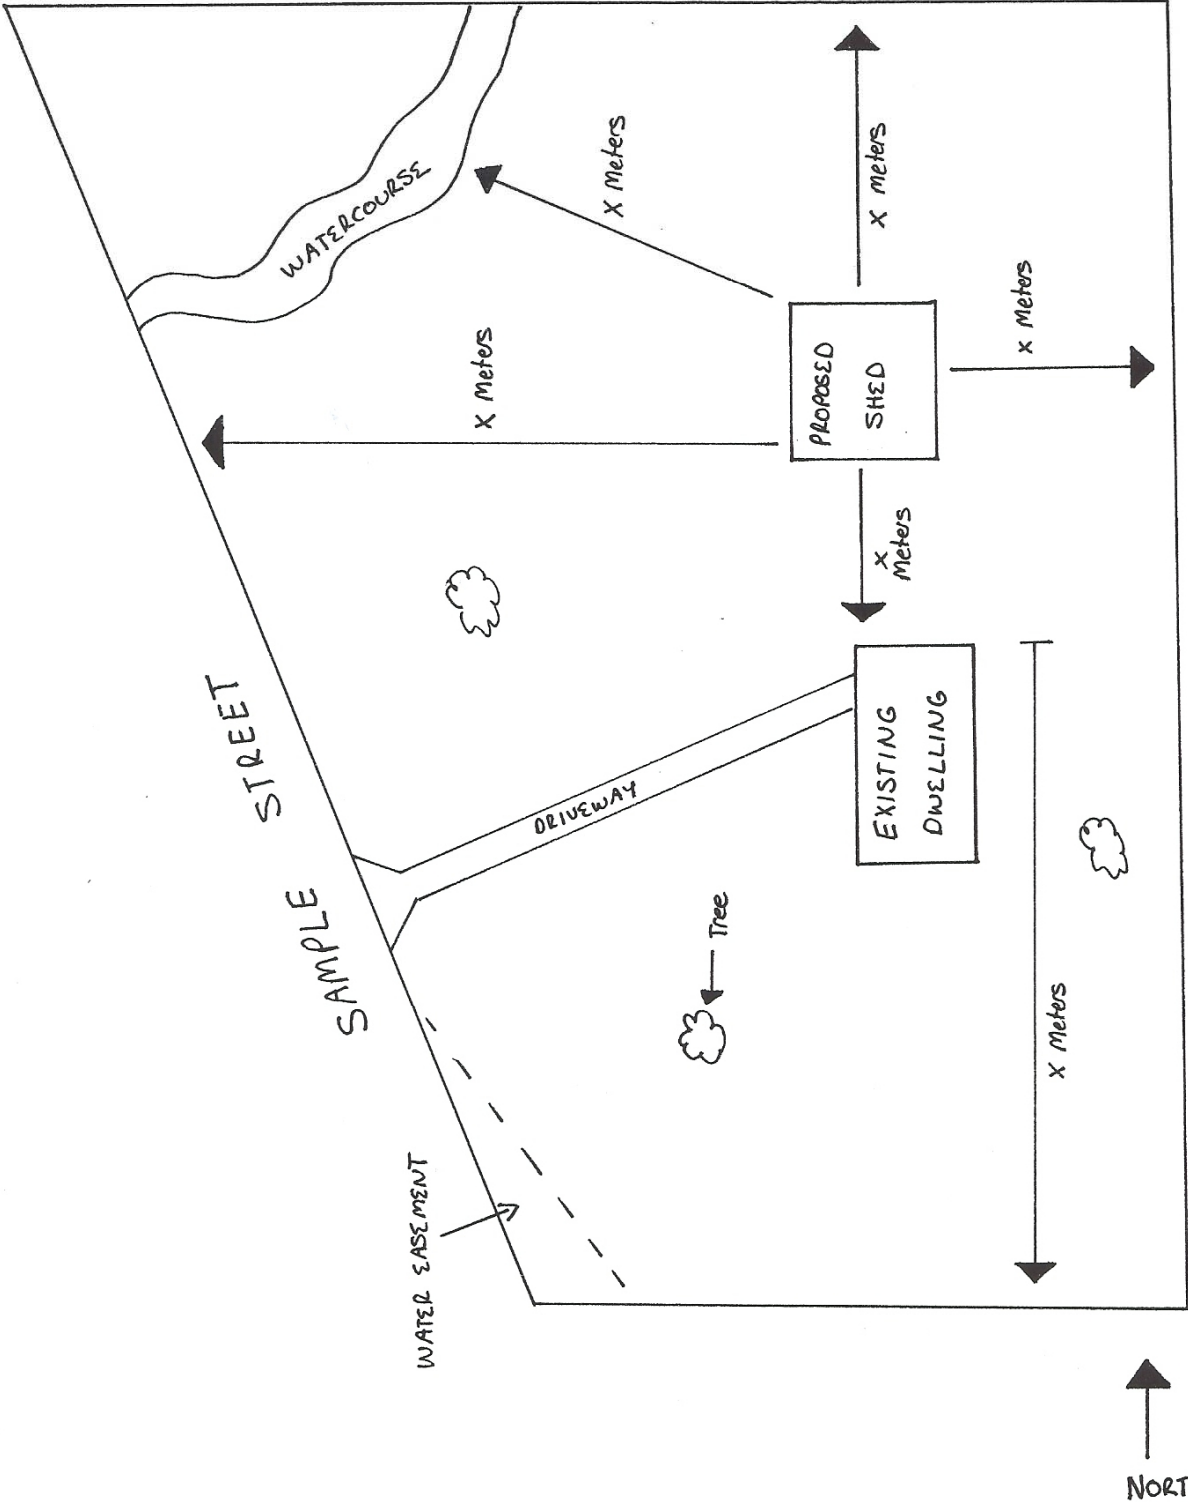 WATERCOURSE
X Meters
X Meters
X Meters
X Meters
PROPOSED
SHED
X
Meters
SAMPLE STREET
DRIVEWAY
EXISTING
DWELLING
Tree
X Meters
WATER EASEMENT
NORT